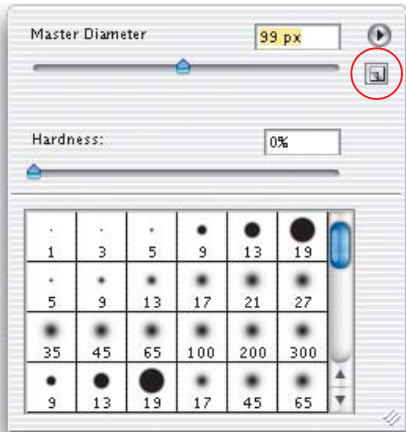 Master Diameter 99 px
Hardness: 0%
1 3 5 9 13 19
5 9 13 17 21 27
35 45 65 100 200 300
9 13 19 17 45 65